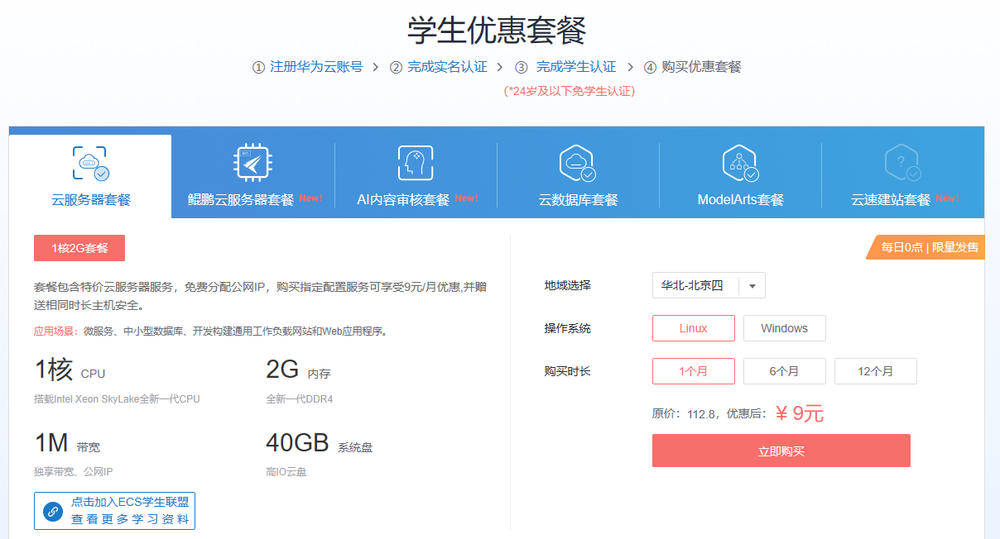 学生优惠套餐
① 注册华为云账号 > ② 完成实名认证 > ③ 完成学生认证 > ④ 购买优惠套餐
(*24岁及以下免学生认证)
云服务器套餐
鲲鹏云服务器套餐 New!
AI内容审核套餐 New!
云数据库套餐
ModelArts套餐
?
云速建站套餐 New!
1核2G套餐
套餐包含特价云服务器服务，免费分配公网IP，购买指定配置服务可享受9元/月优惠,并赠
送相同时长主机安全。
应用场景：微服务、中小型数据库、开发构建通用工作负载网站和Web应用程序。
1核 CPU
搭载Intel Xeon SkyLake全新一代CPU
2G 内存
全新一代DDR4
1M 带宽
独享带宽、公网IP
40GB 系统盘
高IO云盘
点击加入ECS学生联盟
查看更多学习资料
每日0点 | 限量发售
地域选择 华北-北京四
操作系统 Linux Windows
购买时长 1个月 6个月 12个月
原价：112.8，优惠后：¥ 9元
立即购买